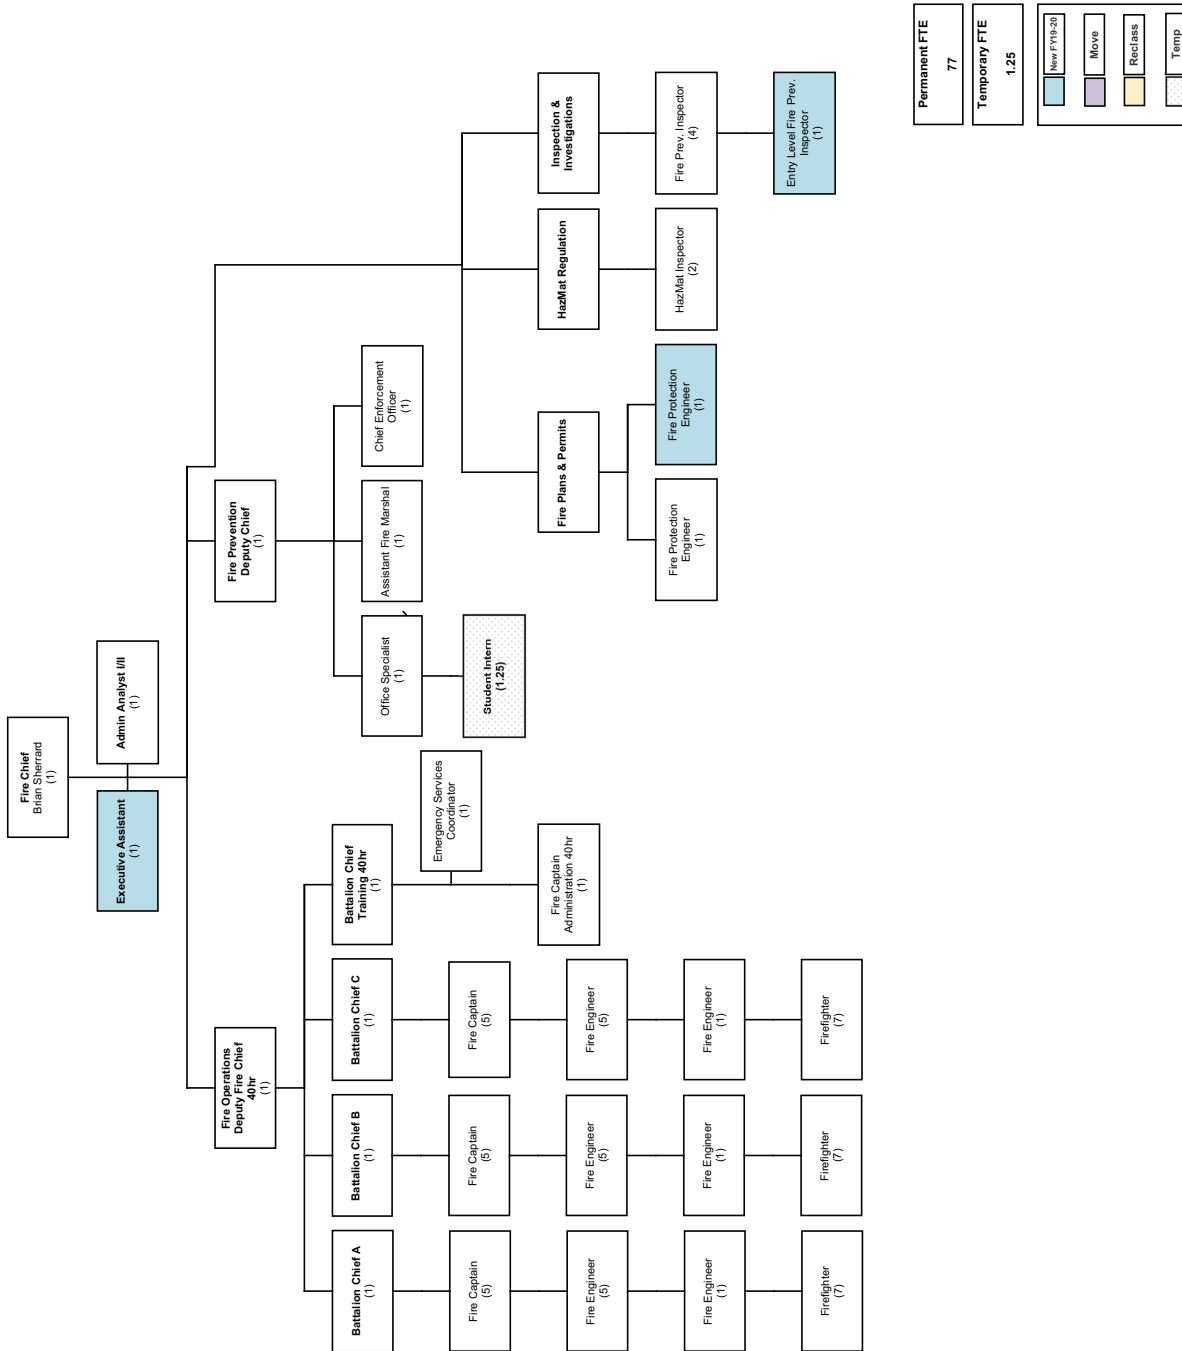 Fire Chief
Brian Sherrard
(1)
Executive Assistant
(1)
Admin Analyst I/II
(1)
Fire Operations
Deputy Fire Chief
40hr
(1)
Fire Prevention
Deputy Chief
(1)
Battalion Chief A
(1)
Battalion Chief B
(1)
Battalion Chief C
(1)
Battalion Chief
Training 40hr
(1)
Office Specialist
(1)
Assistant Fire Marshal
(1)
Chief Enforcement
Officer
(1)
Emergency Services
Coordinator
(1)
Student Intern
(1.25)
Fire Captain
(5)
Fire Captain
(5)
Fire Captain
(5)
Fire Captain
Administration 40hr
(1)
Fire Plans & Permits
HazMat Regulation
Inspection &
Investigations
Fire Engineer
(5)
Fire Engineer
(5)
Fire Engineer
(5)
Fire Protection
Engineer
(1)
Fire Protection
Engineer
(1)
HazMat Inspector
(2)
Fire Prev. Inspector
(4)
Fire Engineer
(1)
Fire Engineer
(1)
Fire Engineer
(1)
Entry Level Fire Prev.
Inspector
(1)
Firefighter
(7)
Firefighter
(7)
Firefighter
(7)
Permanent FTE
77
Temporary FTE
1.25
New FY19-20
Move
Reclass
Temp